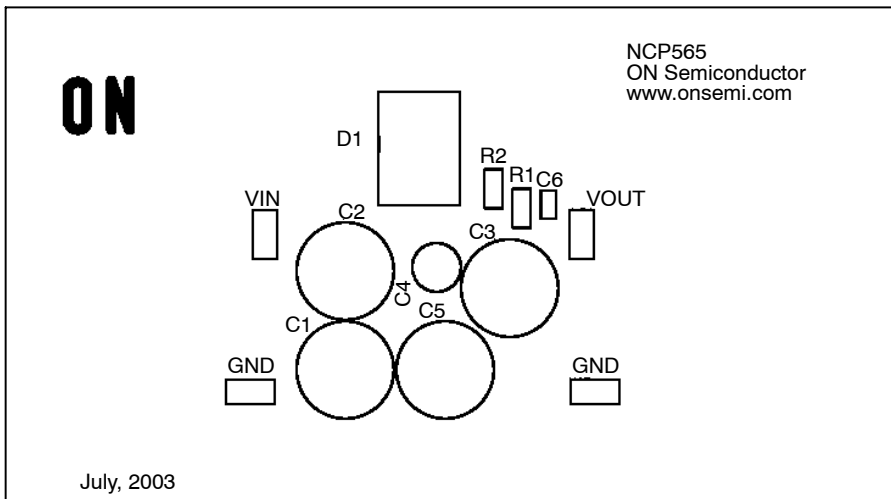 NCP565
ON Semiconductor
www.onsemi.com
ON
D1
R2
R1
C6
VIN
C2
VOUT
C3
C4
C5
C1
GND
GND
July, 2003